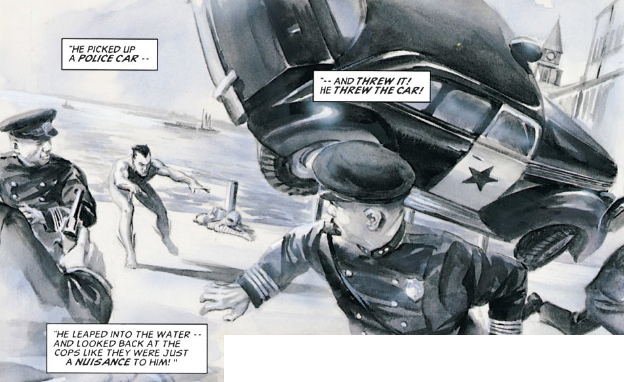 "HE PICKED UP
A POLICE CAR --
"-- AND THREW IT!
HE THREW THE CAR!
"HE LEAPED INTO THE WATER --
AND LOOKED BACK AT THE
COPS LIKE THEY WERE JUST
A NUISANCE TO HIM!"